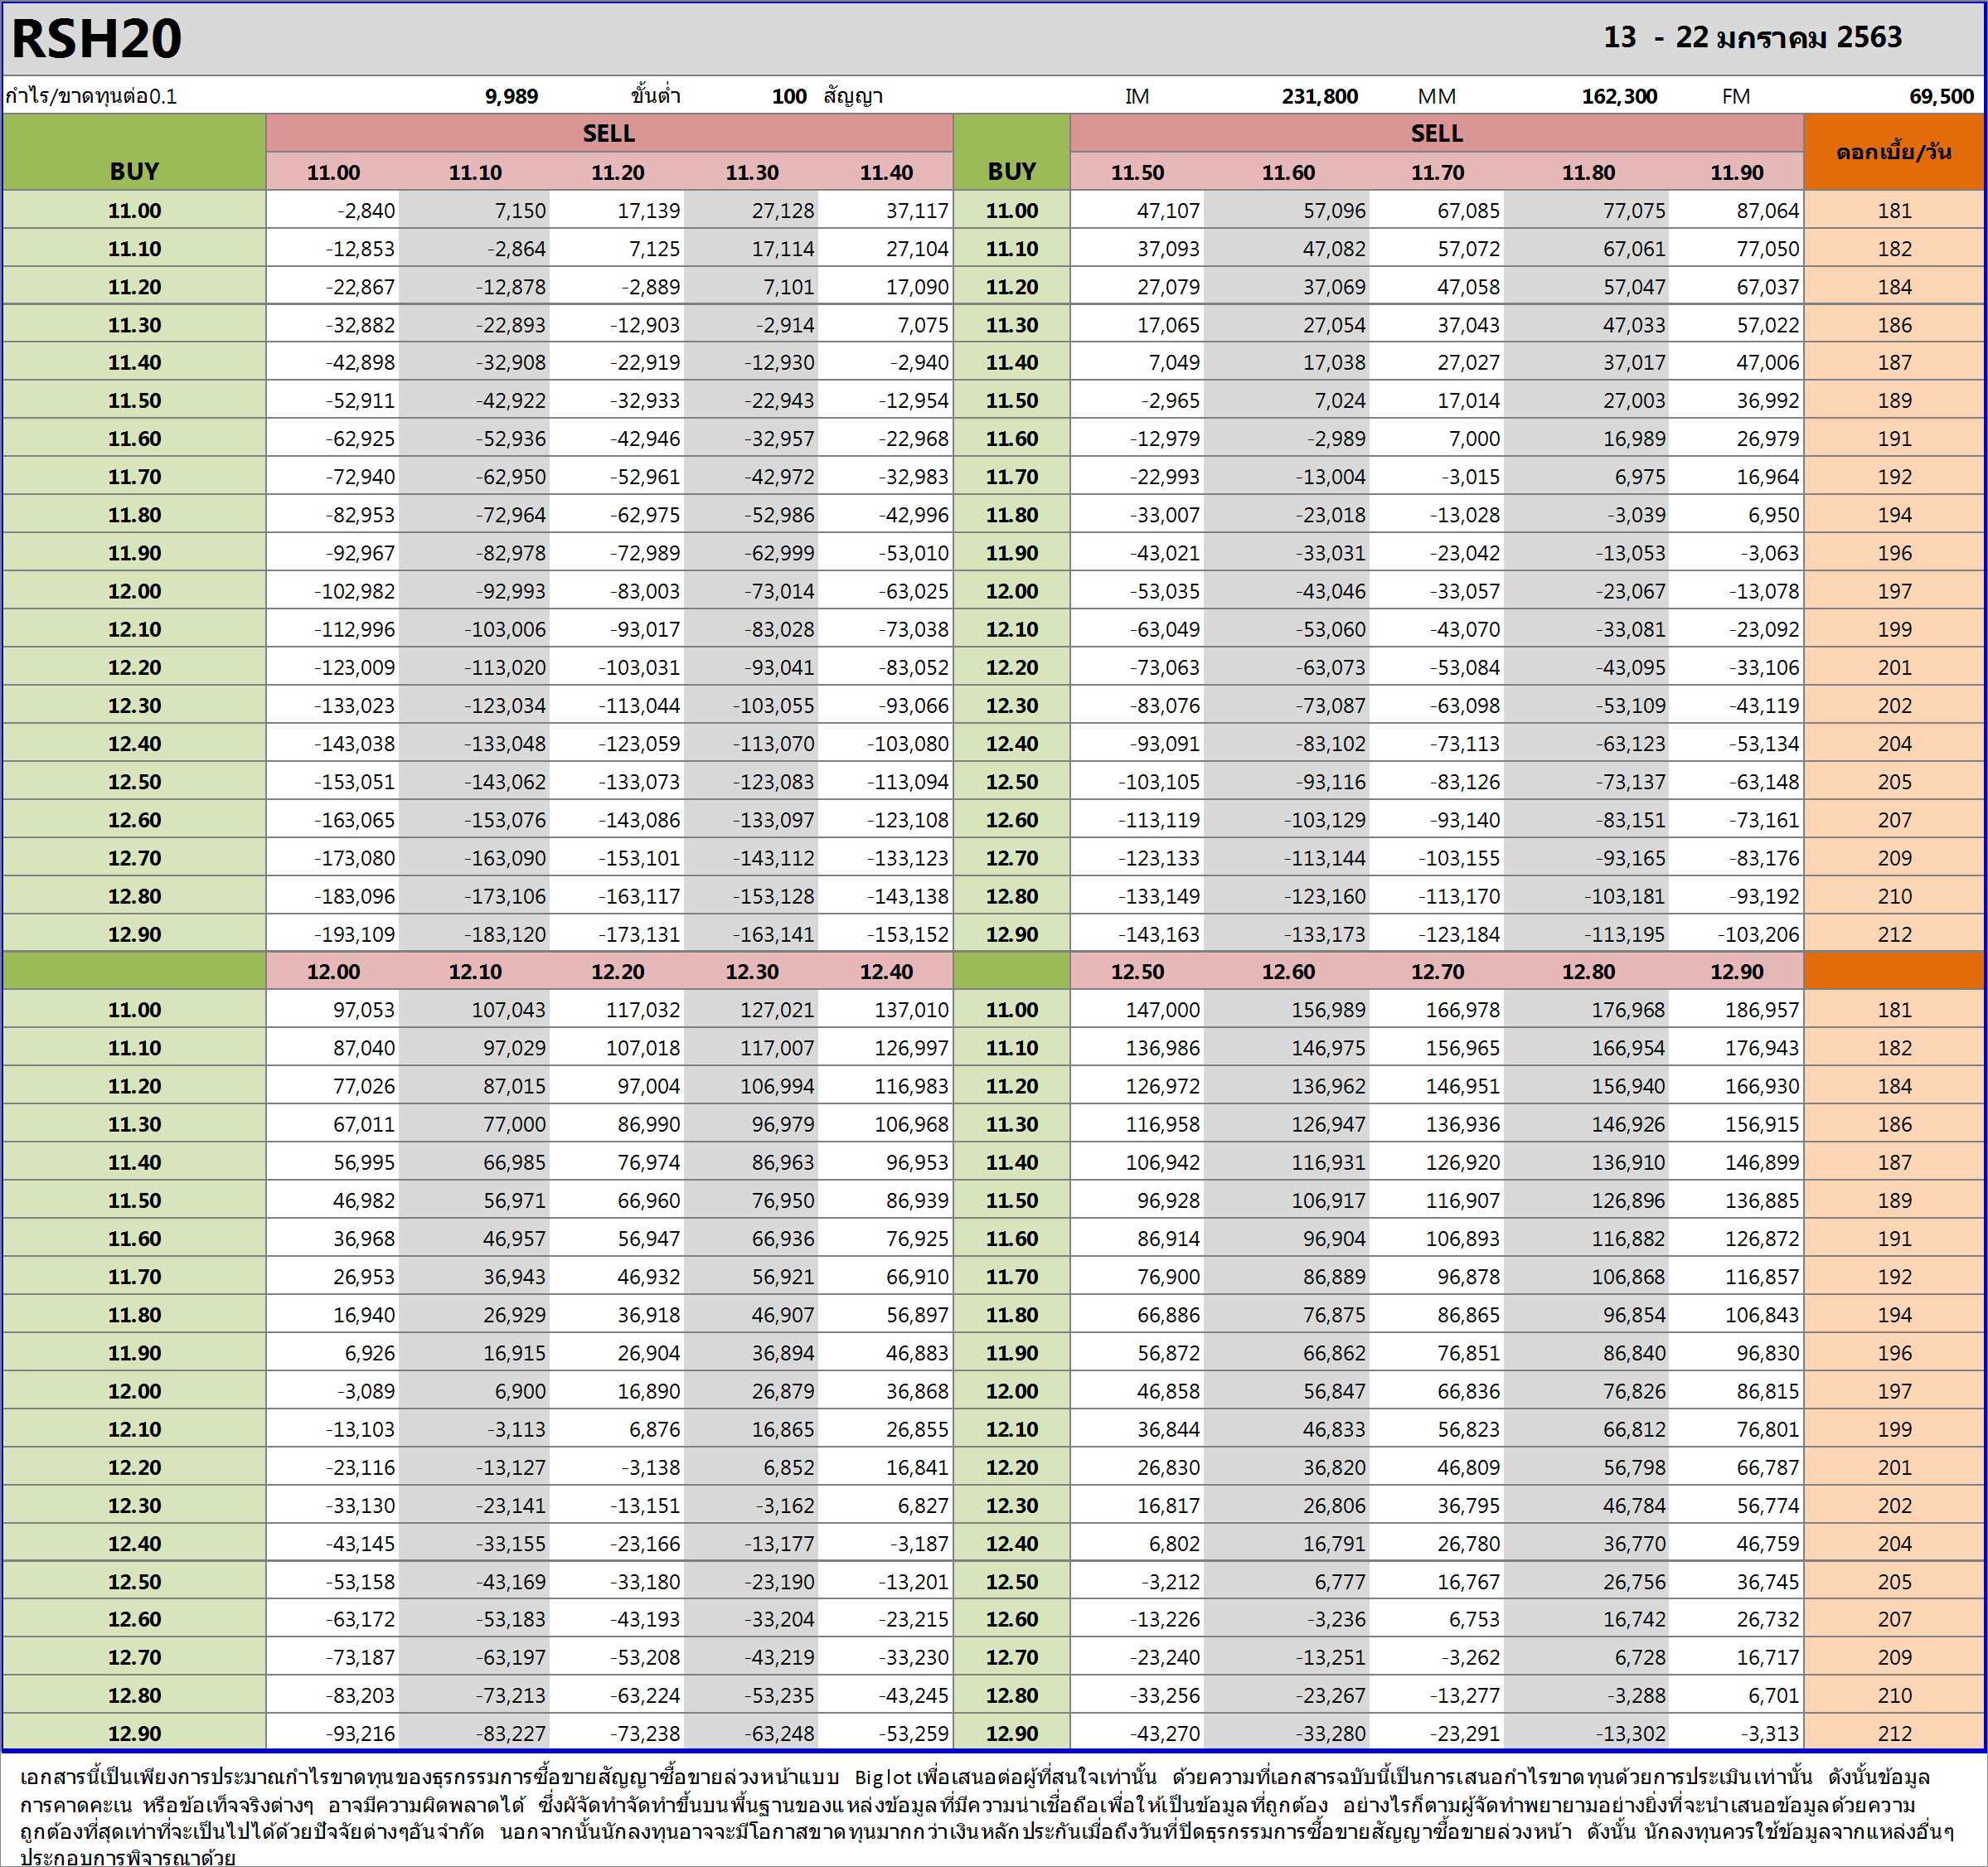 RSH20 13 - 22 มกราคม 2563
กำไร/ขาดทุนต่อ0.1 9,989 ขั้นต่ำ 100 สัญญา IM 231,800 MM 162,300 FM 69,500
SELL SELL
BUY 11.00 11.10 11.20 11.30 11.40 BUY 11.50 11.60 11.70 11.80 11.90 ดอกเบี้ย/วัน
11.00 -2,840 7,150 17,139 27,128 37,117 11.00 47,107 57,096 67,085 77,075 87,064 181
11.10 -12,853 -2,864 7,125 17,114 27,104 11.10 37,093 47,082 57,072 67,061 77,050 182
11.20 -22,867 -12,878 -2,889 7,101 17,090 11.20 27,079 37,069 47,058 57,047 67,037 184
11.30 -32,882 -22,893 -12,903 -2,914 7,075 11.30 17,065 27,054 37,043 47,033 57,022 186
11.40 -42,898 -32,908 -22,919 -12,930 -2,940 11.40 7,049 17,038 27,027 37,017 47,006 187
11.50 -52,911 -42,922 -32,933 -22,943 -12,954 11.50 -2,965 7,024 17,014 27,003 36,992 189
11.60 -62,925 -52,936 -42,946 -32,957 -22,968 11.60 -12,979 -2,989 7,000 16,989 26,979 191
11.70 -72,940 -62,950 -52,961 -42,972 -32,983 11.70 -22,993 -13,004 -3,015 6,975 16,964 192
11.80 -82,953 -72,964 -62,975 -52,986 -42,996 11.80 -33,007 -23,018 -13,028 -3,039 6,950 194
11.90 -92,967 -82,978 -72,989 -62,999 -53,010 11.90 -43,021 -33,031 -23,042 -13,053 -3,063 196
12.00 -102,982 -92,993 -83,003 -73,014 -63,025 12.00 -53,035 -43,046 -33,057 -23,067 -13,078 197
12.10 -112,996 -103,006 -93,017 -83,028 -73,038 12.10 -63,049 -53,060 -43,070 -33,081 -23,092 199
12.20 -123,009 -113,020 -103,031 -93,041 -83,052 12.20 -73,063 -63,073 -53,084 -43,095 -33,106 201
12.30 -133,023 -123,034 -113,044 -103,055 -93,066 12.30 -83,076 -73,087 -63,098 -53,109 -43,119 202
12.40 -143,038 -133,048 -123,059 -113,070 -103,080 12.40 -93,091 -83,102 -73,113 -63,123 -53,134 204
12.50 -153,051 -143,062 -133,073 -123,083 -113,094 12.50 -103,105 -93,116 -83,126 -73,137 -63,148 205
12.60 -163,065 -153,076 -143,086 -133,097 -123,108 12.60 -113,119 -103,129 -93,140 -83,151 -73,161 207
12.70 -173,080 -163,090 -153,101 -143,112 -133,123 12.70 -123,133 -113,144 -103,155 -93,165 -83,176 209
12.80 -183,096 -173,106 -163,117 -153,128 -143,138 12.80 -133,149 -123,160 -113,170 -103,181 -93,192 210
12.90 -193,109 -183,120 -173,131 -163,141 -153,152 12.90 -143,163 -133,173 -123,184 -113,195 -103,206 212
12.00 12.10 12.20 12.30 12.40 12.50 12.60 12.70 12.80 12.90
11.00 97,053 107,043 117,032 127,021 137,010 11.00 147,000 156,989 166,978 176,968 186,957 181
11.10 87,040 97,029 107,018 117,007 126,997 11.10 136,986 146,975 156,965 166,954 176,943 182
11.20 77,026 87,015 97,004 106,994 116,983 11.20 126,972 136,962 146,951 156,940 166,930 184
11.30 67,011 77,000 86,990 96,979 106,968 11.30 116,958 126,947 136,936 146,926 156,915 186
11.40 56,995 66,985 76,974 86,963 96,953 11.40 106,942 116,931 126,920 136,910 146,899 187
11.50 46,982 56,971 66,960 76,950 86,939 11.50 96,928 106,917 116,907 126,896 136,885 189
11.60 36,968 46,957 56,947 66,936 76,925 11.60 86,914 96,904 106,893 116,882 126,872 191
11.70 26,953 36,943 46,932 56,921 66,910 11.70 76,900 86,889 96,878 106,868 116,857 192
11.80 16,940 26,929 36,918 46,907 56,897 11.80 66,886 76,875 86,865 96,854 106,843 194
11.90 6,926 16,915 26,904 36,894 46,883 11.90 56,872 66,862 76,851 86,840 96,830 196
12.00 -3,089 6,900 16,890 26,879 36,868 12.00 46,858 56,847 66,836 76,826 86,815 197
12.10 -13,103 -3,113 6,876 16,865 26,855 12.10 36,844 46,833 56,823 66,812 76,801 199
12.20 -23,116 -13,127 -3,138 6,852 16,841 12.20 26,830 36,820 46,809 56,798 66,787 201
12.30 -33,130 -23,141 -13,151 -3,162 6,827 12.30 16,817 26,806 36,795 46,784 56,774 202
12.40 -43,145 -33,155 -23,166 -13,177 -3,187 12.40 6,802 16,791 26,780 36,770 46,759 204
12.50 -53,158 -43,169 -33,180 -23,190 -13,201 12.50 -3,212 6,777 16,767 26,756 36,745 205
12.60 -63,172 -53,183 -43,193 -33,204 -23,215 12.60 -13,226 -3,236 6,753 16,742 26,732 207
12.70 -73,187 -63,197 -53,208 -43,219 -33,230 12.70 -23,240 -13,251 -3,262 6,728 16,717 209
12.80 -83,203 -73,213 -63,224 -53,235 -43,245 12.80 -33,256 -23,267 -13,277 -3,288 6,701 210
12.90 -93,216 -83,227 -73,238 -63,248 -53,259 12.90 -43,270 -33,280 -23,291 -13,302 -3,313 212
เอกสารนี้เป็นเพียงการประมาณกำไรขาดทุนของธุรกรรมการซื้อขายสัญญาซื้อขายล่วงหน้าแบบ Biglot เพื่อเสนอต่อผู้ที่สนใจเท่านั้น ด้วยความที่เอกสารฉบับนี้เป็นการเสนอกำไรขาดทุนด้วยการประเมินเท่านั้น ดังนั้นข้อมูล
การคาดคะเน หรือข้อเท็จจริงต่างๆ อาจมีความผิดพลาดได้ ซึ่งผัจัดทำจัดทำขึ้นบนพื้นฐานของแหล่งข้อมูลที่มีความน่าเชื่อถือเพื่อให้เป็นข้อมูลที่ถูกต้อง อย่างไรก็ตามผู้จัดทำพยายามอย่างยิ่งที่จะนำเสนอข้อมูลด้วยความ
ถูกต้องที่สุดเท่าที่จะเป็นไปได้ด้วยปัจจัยต่างๆอันจำกัด นอกจากนั้นนักลงทุนอาจจะมีโอกาสขาดทุนมากกว่าเงินหลักประกันเมื่อถึงวันที่ปิดธุรกรรมการซื้อขายสัญญาซื้อขายล่วงหน้า ดังนั้น นักลงทุนควรใช้ข้อมูลจากแหล่งอื่นๆ
ประกอบการพิจารณาด้วย